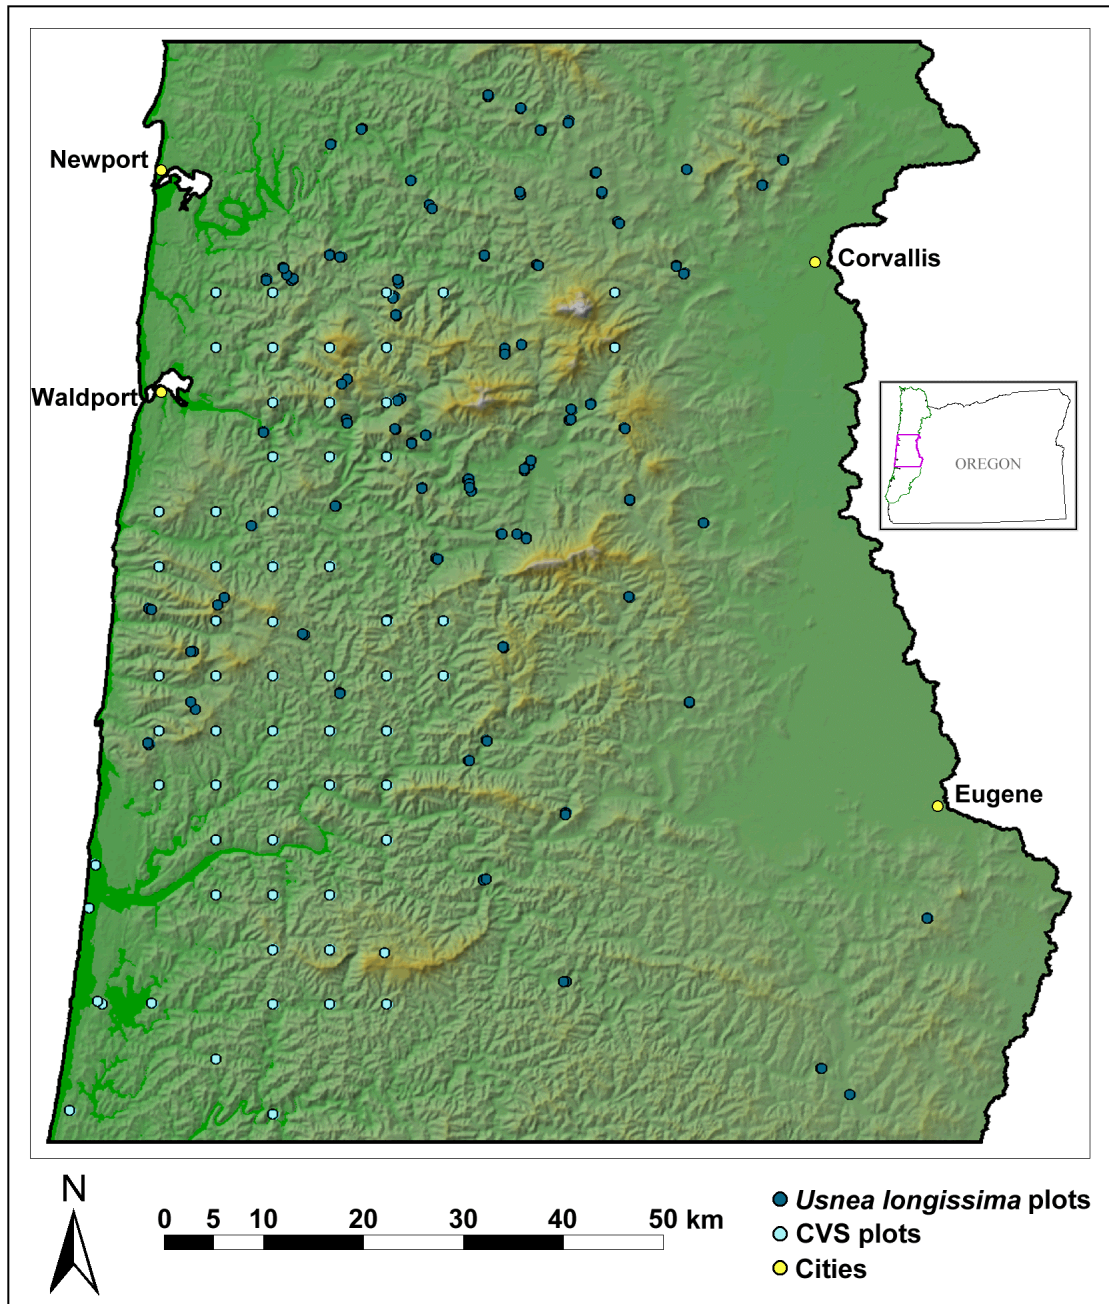 Newport
Corvallis
Waldport
OREGON
Eugene
N
0 5 10 20 30 40 50 km
Usnea longissima plots
CVS plots
Cities